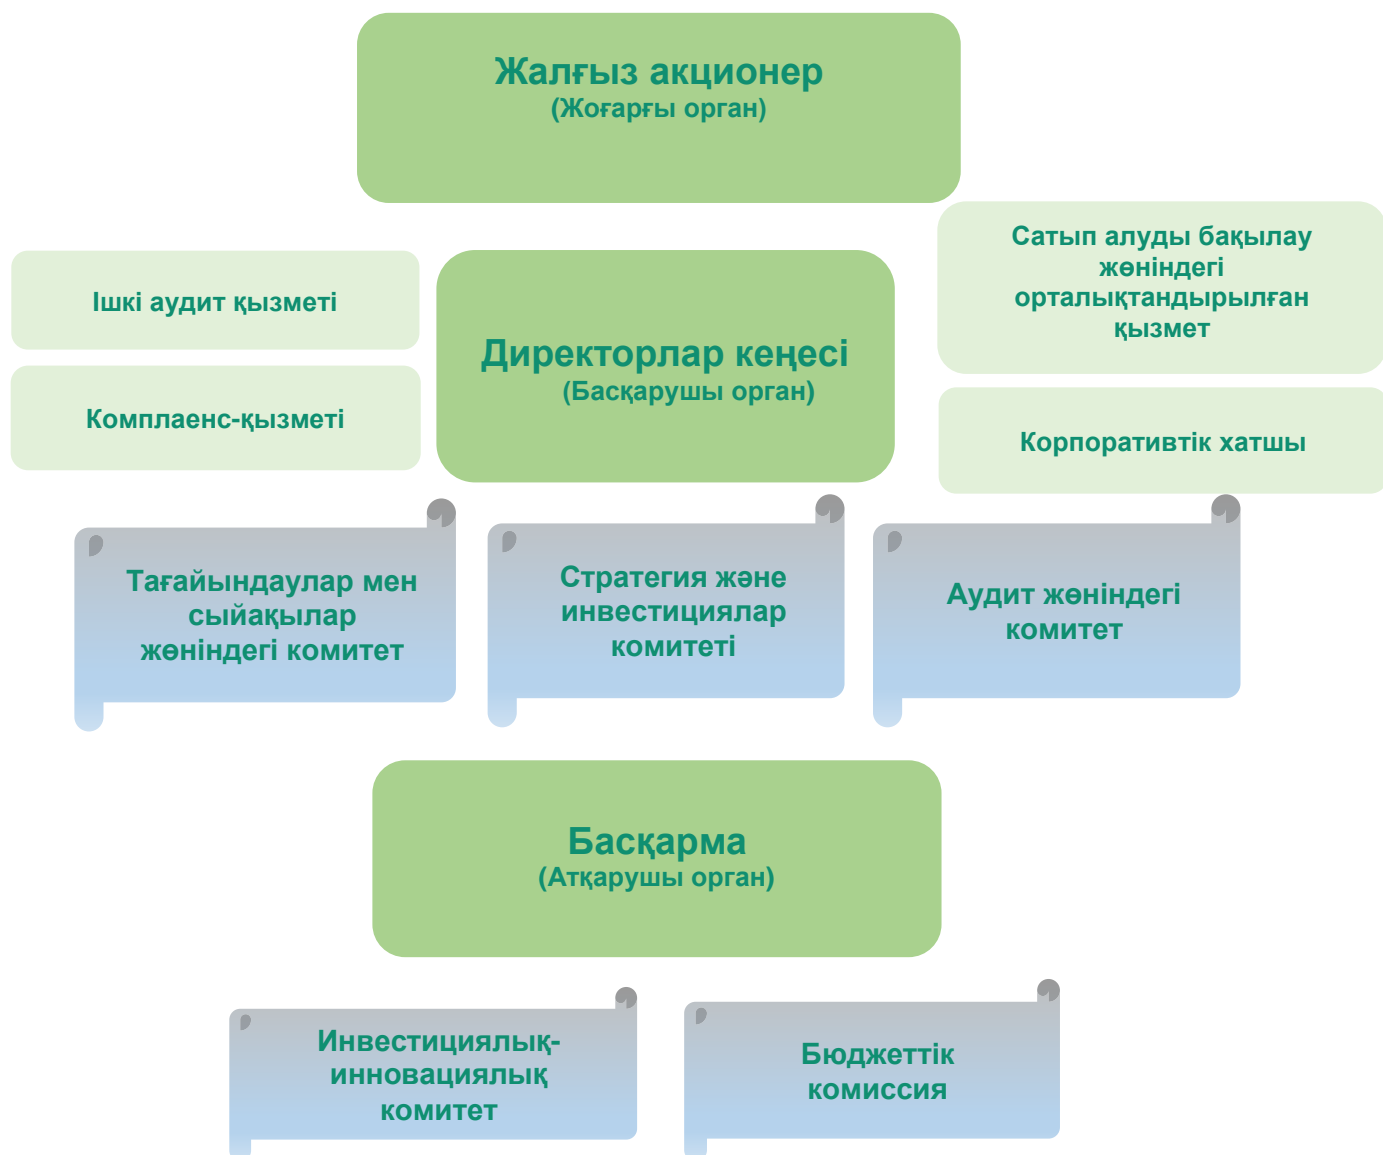 Жалғыз акционер
(Жоғарғы орган)
Сатып алуды бақылау
жөніндегі
орталықтандырылған
қызмет
Ішкі аудит қызметі
Директорлар кеңесі
(Басқарушы орган)
Комплаенс-қызметі
Корпоративтік хатшы
Тағайындаулар мен
сыйақылар
жөніндегі комитет
Стратегия және
инвестициялар
комитеті
Аудит жөніндегі
комитет
Басқарма
(Атқарушы орган)
Инвестициялық-
инновациялық
комитет
Бюджеттік
комиссия